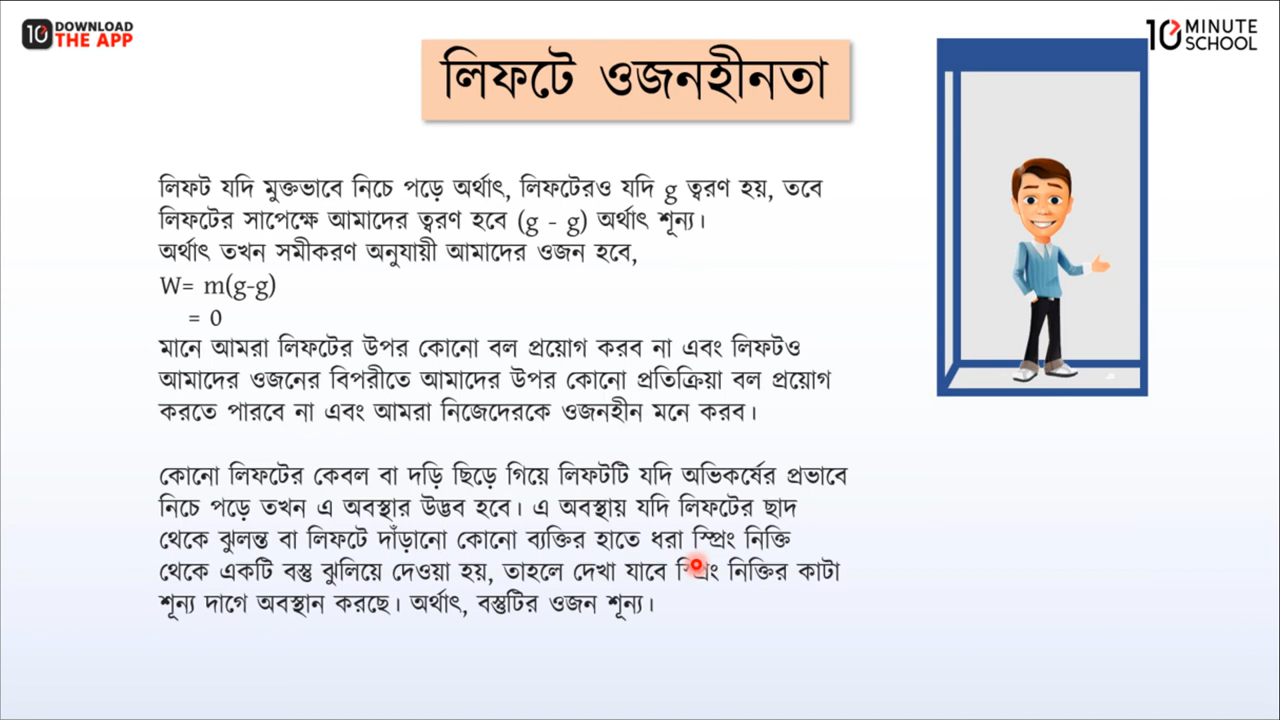 10 DOWNLOAD
THE APP
10 MINUTE
SCHOOL
লিফটে ওজনহীনতা
লিফট যদি মুক্তভাবে নিচে পড়ে অর্থাৎ, লিফটেরও যদি g ত্বরণ হয়, তবে
লিফটের সাপেক্ষে আমাদের ত্বরণ হবে (g - g) অর্থাৎ শূন্য।
অর্থাৎ তখন সমীকরণ অনুযায়ী আমাদের ওজন হবে,
W= m(g-g)
= 0
মানে আমরা লিফটের উপর কোনো বল প্রয়োগ করব না এবং লিফটও
আমাদের ওজনের বিপরীতে আমাদের উপর কোনো প্রতিক্রিয়া বল প্রয়োগ
করতে পারবে না এবং আমরা নিজেদেরকে ওজনহীন মনে করব।
কোনো লিফটের কেবল বা দড়ি ছিড়ে গিয়ে লিফটটি যদি অভিকর্ষের প্রভাবে
নিচে পড়ে তখন এ অবস্থার উদ্ভব হবে। এ অবস্থায় যদি লিফটের ছাদ
থেকে ঝুলন্ত বা লিফটে দাঁড়ানো কোনো ব্যক্তির হাতে ধরা স্প্রিং নিক্তি
থেকে একটি বস্তু ঝুলিয়ে দেওয়া হয়, তাহলে দেখা যাবে স্প্রিং নিক্তির কাটা
শূন্য দাগে অবস্থান করছে। অর্থাৎ, বস্তুটির ওজন শূন্য।